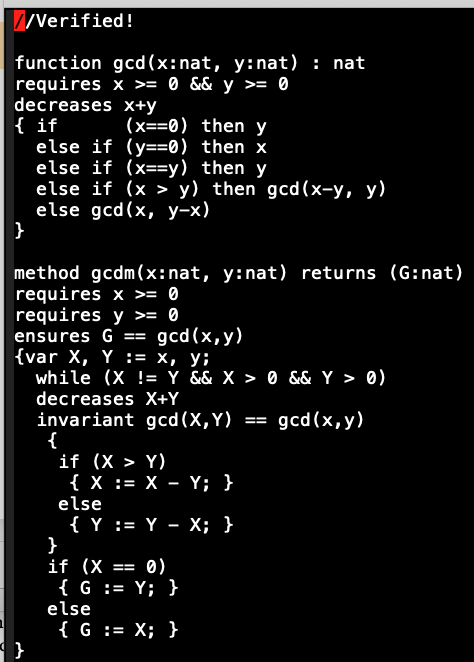 //Verified!

function gcd(x:nat, y:nat) : nat
requires x >= 0 && y >= 0
decreases x+y
{ if      (x==0) then y
  else if (y==0) then x
  else if (x==y) then y
  else if (x > y) then gcd(x-y, y)
  else gcd(x, y-x)
}

method gcdm(x:nat, y:nat) returns (G:nat)
requires x >= 0
requires y >= 0
ensures G == gcd(x,y)
{var X, Y := x, y;
  while (X != Y && X > 0 && Y > 0)
  decreases X+Y
  invariant gcd(X,Y) == gcd(x,y)
   {
    if (X > Y)
     { X := X - Y; }
    else
     { Y := Y - X; }
   }
   if (X == 0)
    { G := Y; }
   else
    { G := X; }
}